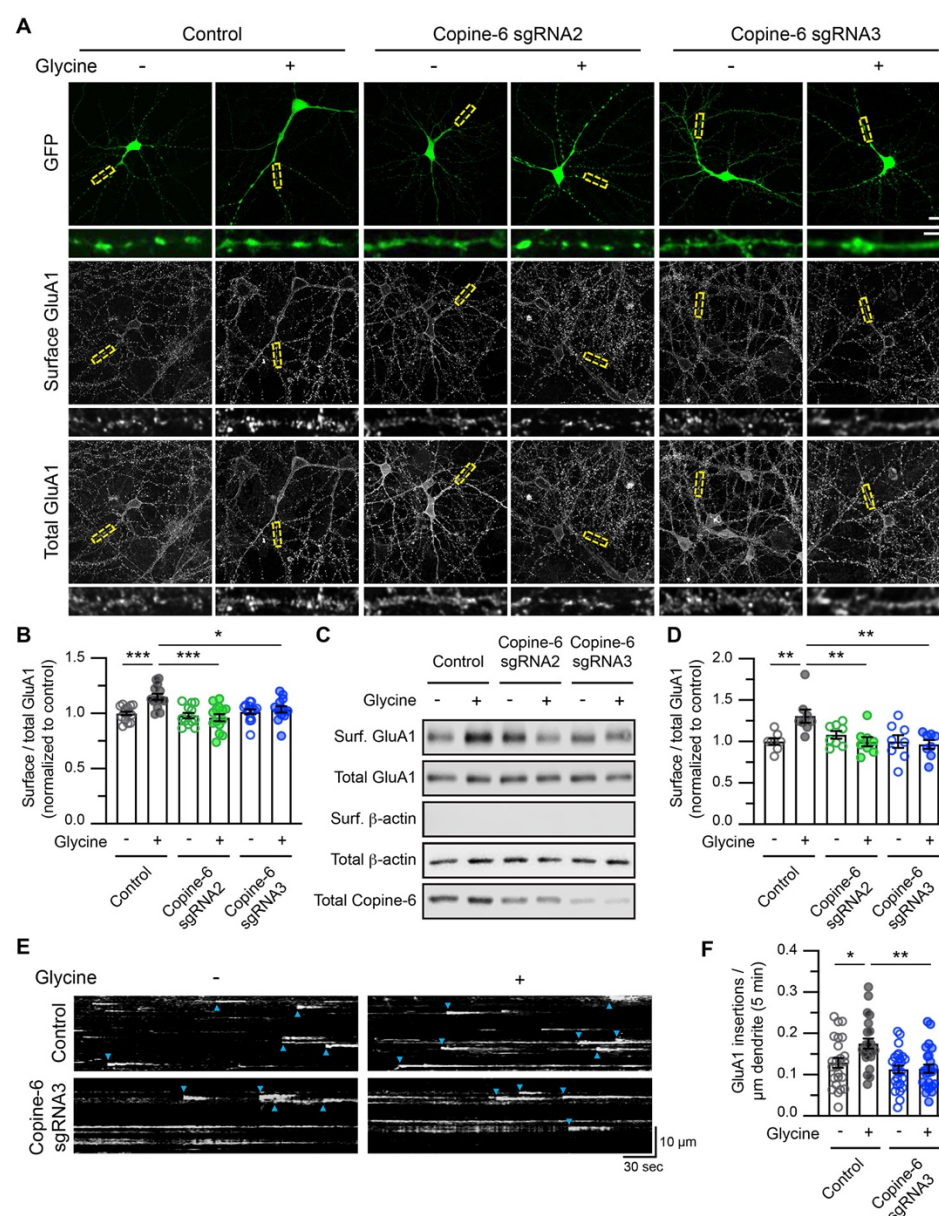 A
Control
Copine-6 sgRNA2
Copine-6 sgRNA3
Glycine - + - + - +
GFP
Surface GluA1
Total GluA1
B
Surface / total GluA1
(normalized to control)
1.5
1.0
0.5
0.0
*
*** ***
Glycine - + - + - +
Control
Copine-6
sgRNA2
Copine-6
sgRNA3
C
Control
Copine-6
sgRNA2
Copine-6
sgRNA3
Glycine - + - + - +
Surf. GluA1
Total GluA1
Surf. β-actin
Total β-actin
Total Copine-6
D
Surface / total GluA1
(normalized to control)
2.0
1.5
1.0
0.5
0.0
**
** **
Glycine - + - + - +
Control
Copine-6
sgRNA2
Copine-6
sgRNA3
E
Glycine - +
Control
Copine-6
sgRNA3
10 μm
30 sec
F
GluA1 insertions /
μm dendrite (5 min)
0.4
0.3
0.2
0.1
0.0
* **
Glycine - + - +
Control
Copine-6
sgRNA3